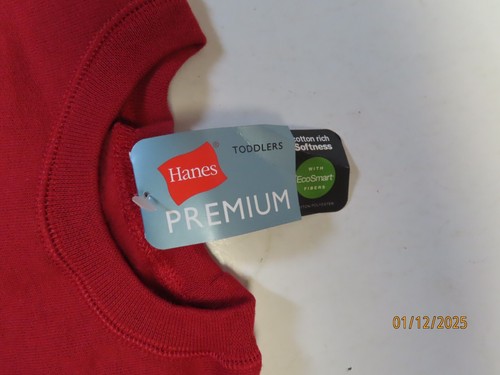 Hanes
TODDLERS
PREMIUM
cotton rich
Softness
WITH
EcoSmart
FIBERS
01/12/2025